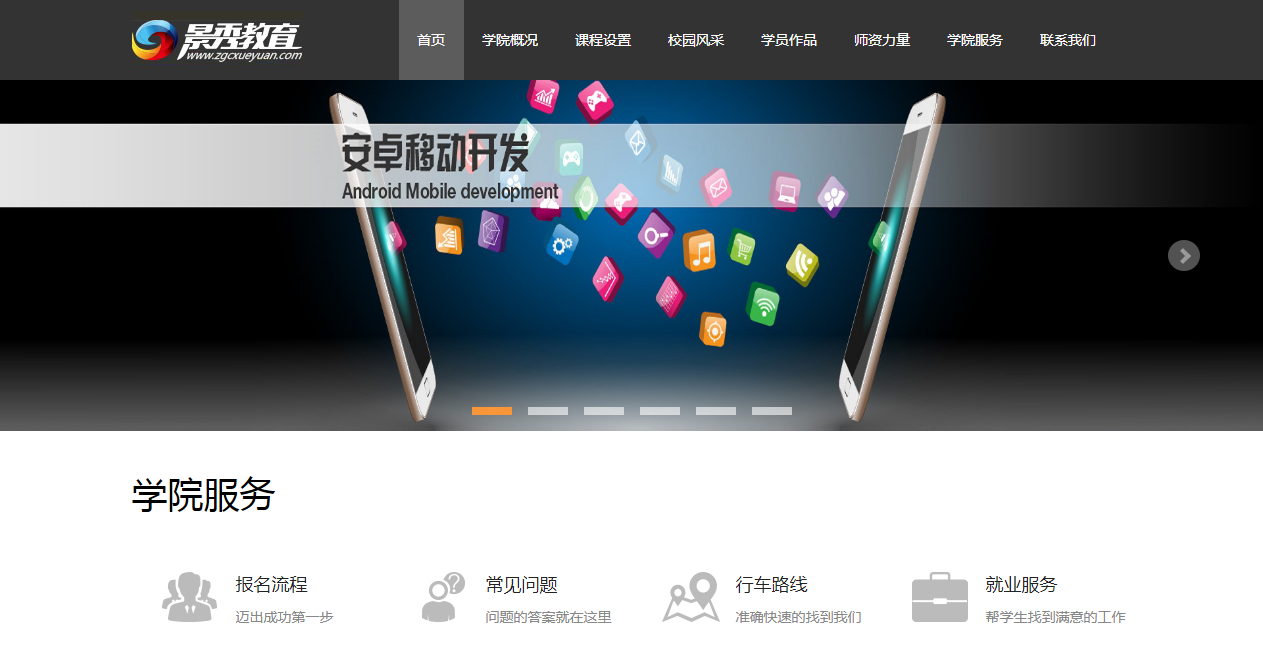 景秀教育
www.zgcxueyuan.com
首页 学院概况 课程设置 校园风采 学员作品 师资力量 学院服务 联系我们
安卓移动开发
Android Mobile development
学院服务
报名流程
迈出成功第一步
常见问题
问题的答案就在这里
行车路线
准确快速的找到我们
就业服务
帮学生找到满意的工作